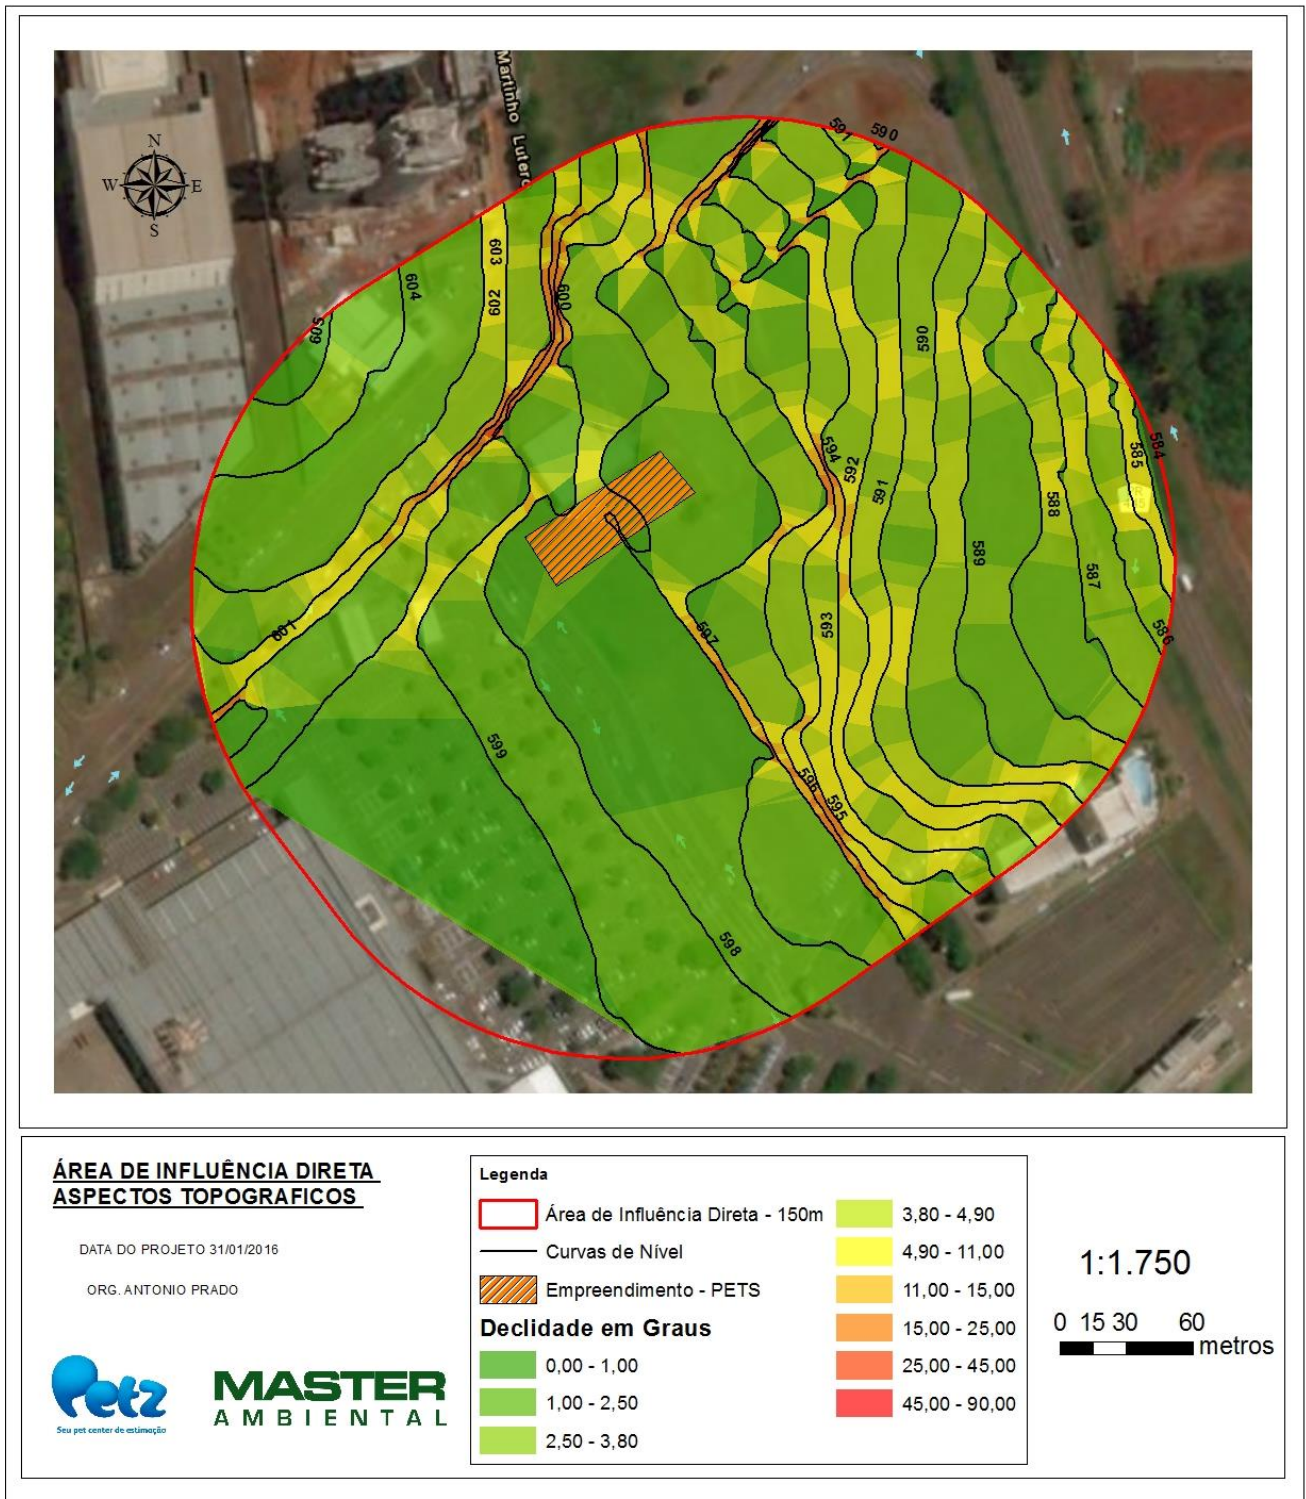 Martinho Lutero
N
W
E
S
591
590
603
604
602
600
605
590
594
592
584
585
591
588
589
587
593
586
601
597
599
596
595
598
ÁREA DE INFLUÊNCIA DIRETA
ASPECTOS TOPOGRAFICOS
DATA DO PROJETO 31/01/2016
ORG. ANTONIO PRADO
Petz
Seu pet center de estimação
MASTER
AMBIENTAL
Legenda
Área de Influência Direta - 150m
Curvas de Nível
Empreendimento - PETS
Declidade em Graus
0,00 - 1,00
1,00 - 2,50
2,50 - 3,80
3,80 - 4,90
4,90 - 11,00
11,00 - 15,00
15,00 - 25,00
25,00 - 45,00
45,00 - 90,00
1:1.750
0 15 30 60
metros